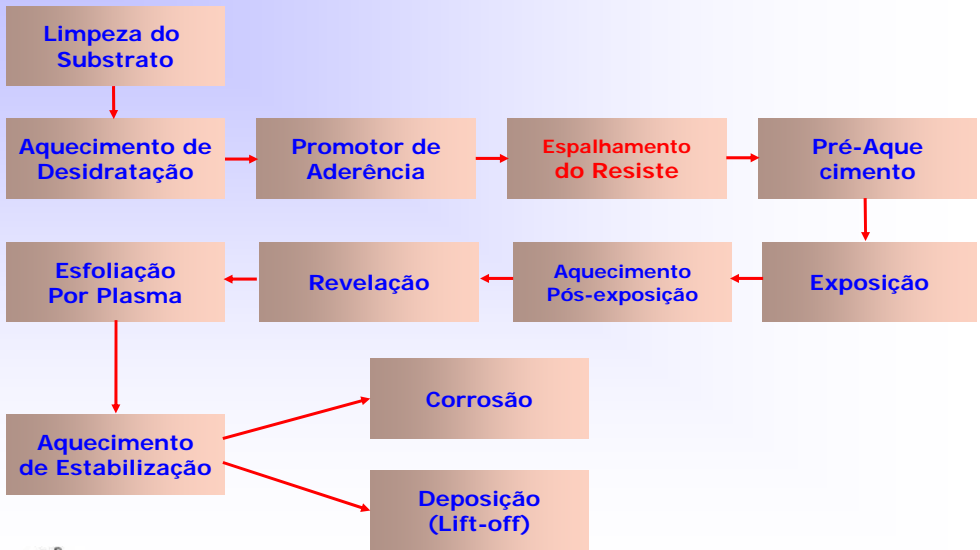 Limpeza do
Substrato
Aquecimento de
Desidratação
Promotor de
Aderência
Espalhamento
do Resiste
Pré-Aque
cimento
Esfoliação
Por Plasma
Revelação
Aquecimento
Pós-exposição
Exposição
Corrosão
Aquecimento
de Estabilização
Deposição
(Lift-off)